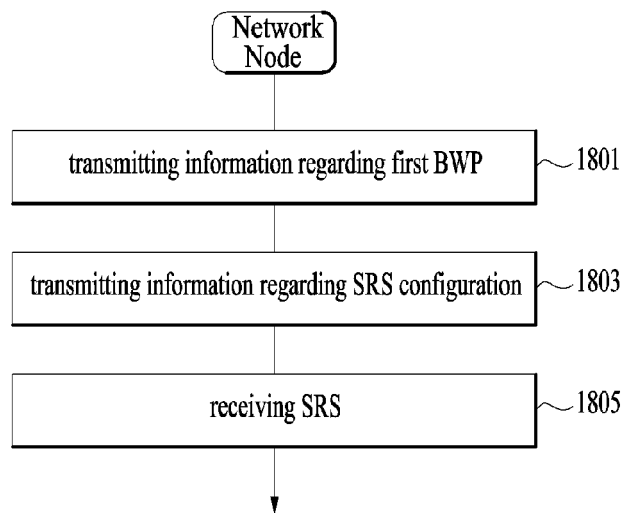 Network
Node
transmitting information regarding first BWP
1801
transmitting information regarding SRS configuration
1803
receiving SRS
1805